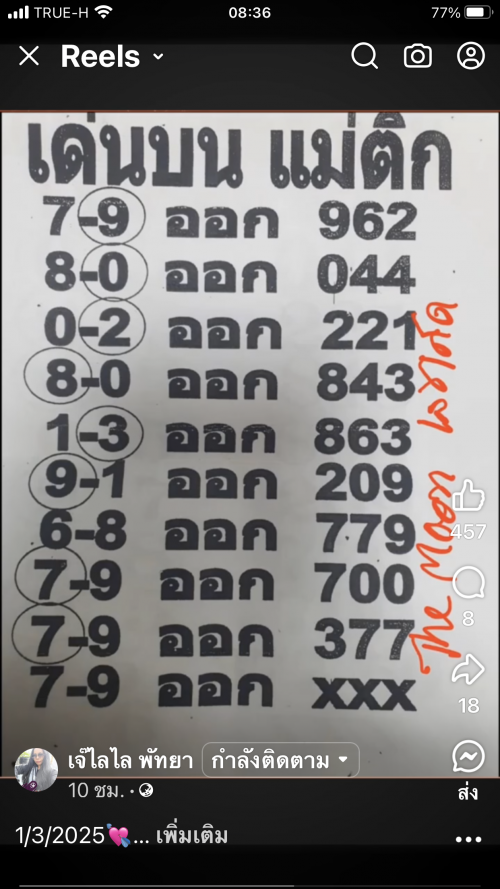 TRUE-H 08:36 77%
Reels
เด่นบน แม่ติ๊ก
7-9 ออก 962
8-0 ออก 044
0-2 ออก 221
8-0 ออก 843
1-3 ออก 863
9-1 ออก 209
6-8 ออก 779
7-9 ออก 700
7-9 ออก 377
7-9 ออก xxx
The Moon
457
8
18
เจ๊ไลไล พัทยา กำลังติดตาม
10 ชม. ·
ส่ง
1/3/2025💘... เพิ่มเติม